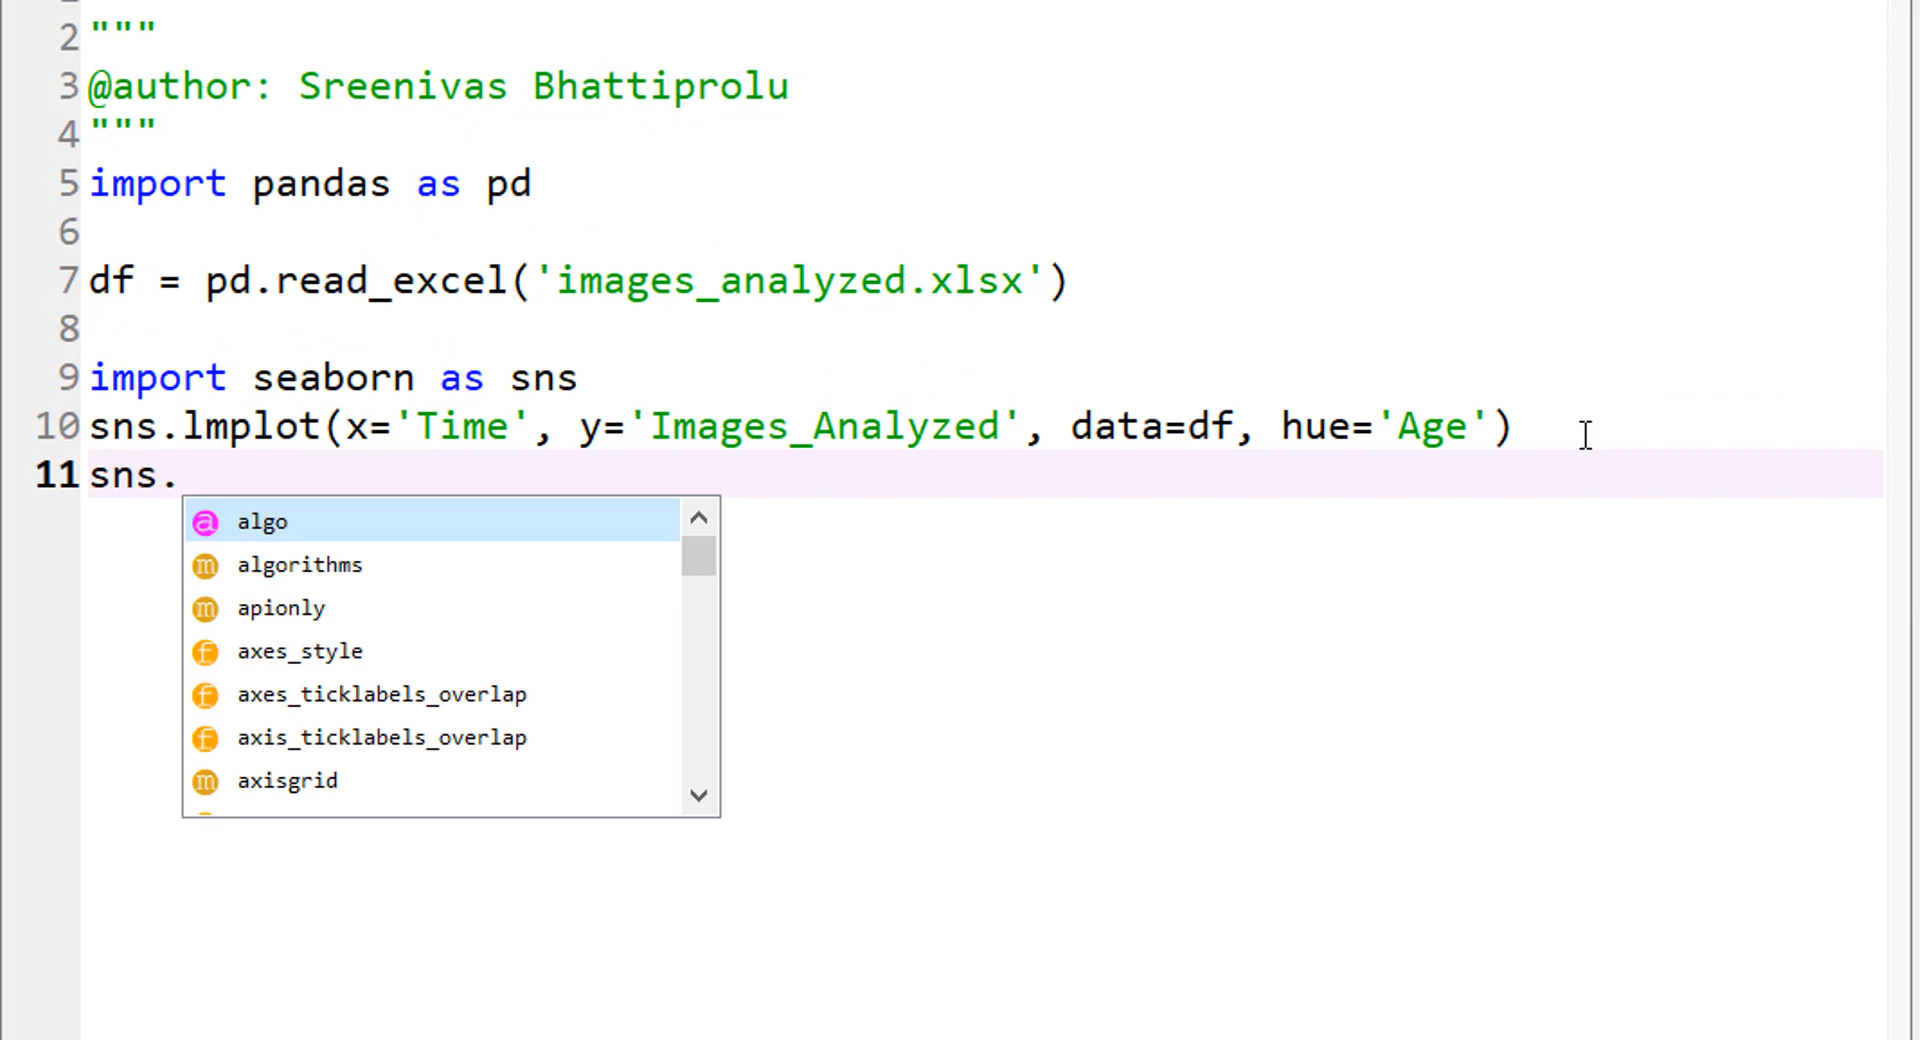 2 """
3 @author: Sreenivas Bhattiprolu
4 """
5 import pandas as pd
6
7 df = pd.read_excel('images_analyzed.xlsx')
8
9 import seaborn as sns
10 sns.lmplot(x='Time', y='Images_Analyzed', data=df, hue='Age')
11 sns.
a algo
m algorithms
m apionly
f axes_style
f axes_ticklabels_overlap
f axis_ticklabels_overlap
m axisgrid